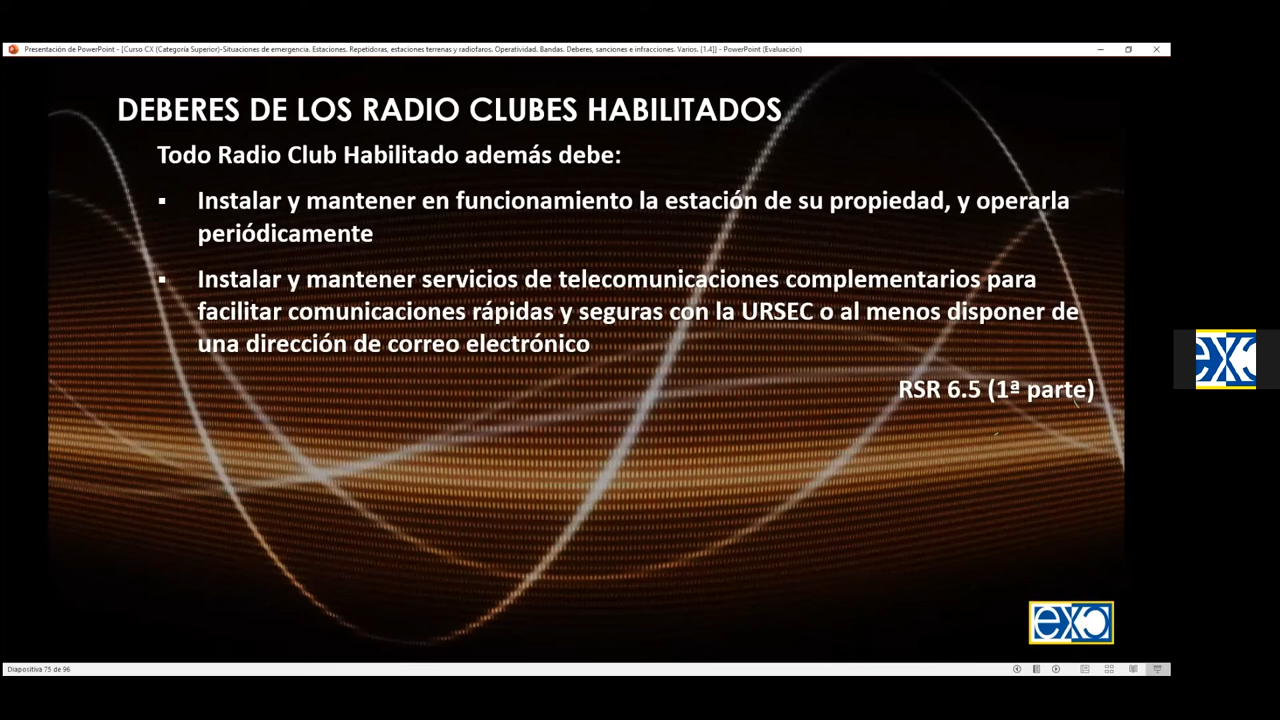 Presentación de PowerPoint - [Curso CX (Categoría Superior)-Situaciones de emergencia. Estaciones. Repetidoras, estaciones terrenas y radiofaros. Operatividad. Bandas. Deberes, sanciones e infracciones. Varios. [1.4]] - PowerPoint (Evaluación)
DEBERES DE LOS RADIO CLUBES HABILITADOS
Todo Radio Club Habilitado además debe:
▪ Instalar y mantener en funcionamiento la estación de su propiedad, y operarla
periódicamente
▪ Instalar y mantener servicios de telecomunicaciones complementarios para
facilitar comunicaciones rápidas y seguras con la URSEC o al menos disponer de
una dirección de correo electrónico
RSR 6.5 (1ª parte)
Diapositiva 75 de 96